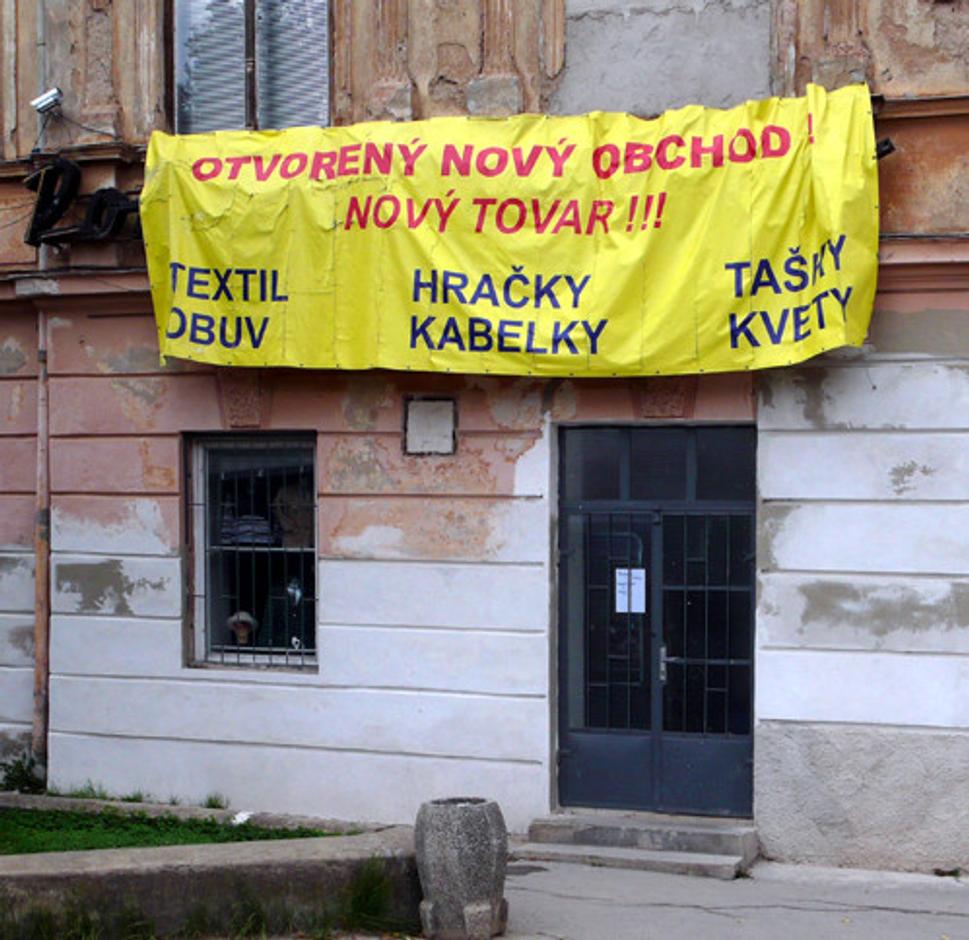 OTVORENÝ NOVÝ OBCHOD !
NOVÝ TOVAR !!!
TEXTIL HRAČKY TAŠKY
OBUV KABELKY KVETY